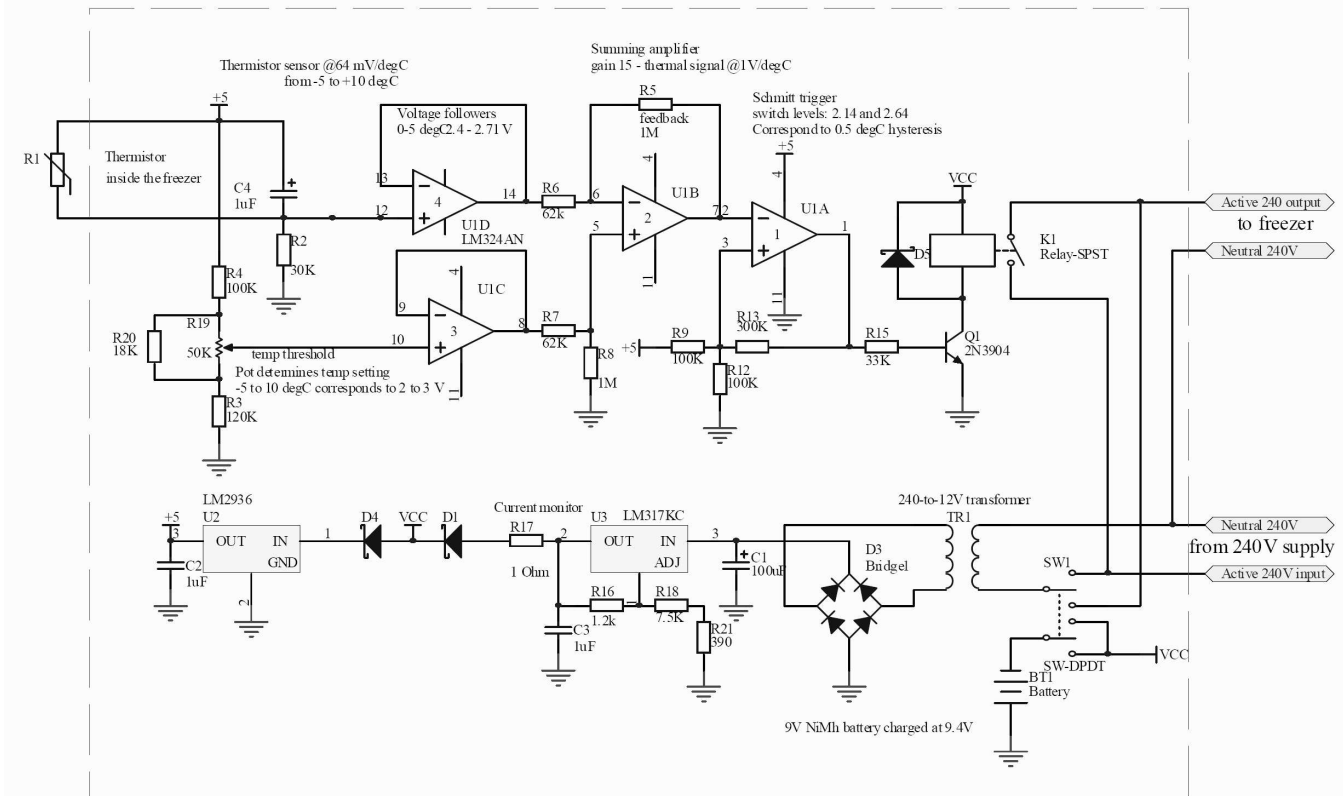 Summing amplifier
gain 15 - thermal signal @1V/degC
Thermistor sensor @64 mV/degC
from -5 to +10 degC
+5
R5
feedback
1M
Schmitt trigger
switch levels: 2.14 and 2.64
Correspond to 0.5 degC hysteresis
+5
Voltage followers
0-5 degC2.4 - 2.71 V
R1
Thermistor
inside the freezer
C4
1uF
+
13
12
4
14
U1D
LM324AN
R6
62k
6
5
4
2
11
7
U1B
2
3
4
1
11
1
U1A
VCC
D5
K1
Relay-SPST
Active 240 output
to freezer
Neutral 240V
R2
30K
R4
100K
R19
50K
R20
18K
temp threshold
Pot determines temp setting
-5 to 10 degC corresponds to 2 to 3 V
R3
120K
9
10
4
3
11
8
U1C
R7
62K
R8
1M
+5
R9
100K
R13
300K
R12
100K
R15
33K
Q1
2N3904
LM2936
U2
+5
3
OUT
IN
GND
1
2
C2
1uF
D4
VCC
D1
Current monitor
R17
1 Ohm
2
U3
LM317KC
OUT
IN
ADJ
3
1
C3
1uF
R16
1.2k
R18
7.5K
R21
390
+
C1
100uF
D3
Bridge1
240-to-12V transformer
TR1
Neutral 240V
from 240V supply
Active 240V input
SW1
SW-DPDT
VCC
BT1
Battery
9V NiMh battery charged at 9.4V